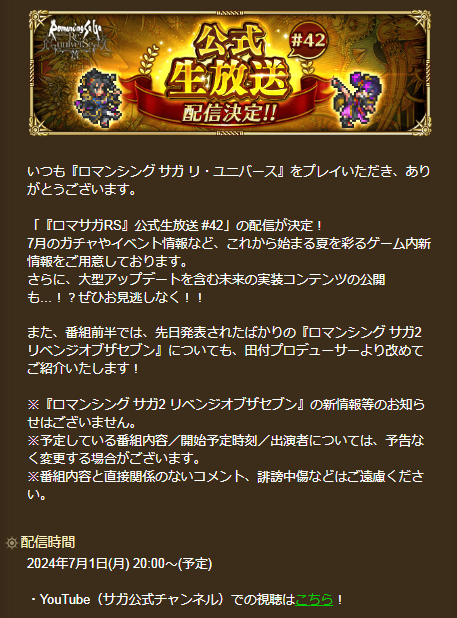 Romancing SaGa
Re;univerSe
公式
#42
生放送
配信決定!!
いつも『ロマンシング サガ リ・ユニバース』をプレイいただき、あり
がとうございます。
「『ロマサガRS』公式生放送 #42」の配信が決定！
7月のガチャやイベント情報など、これから始まる夏を彩るゲーム内新
情報をご用意しております。
さらに、大型アップデートを含む未来の実装コンテンツの公開
も…！？ぜひお見逃しなく！！
また、番組前半では、先日発表されたばかりの『ロマンシング サガ2
リベンジオブザセブン』についても、田付プロデューサーより改めて
ご紹介いたします！
※『ロマンシング サガ2 リベンジオブザセブン』の新情報等のお知ら
せはございません。
※予定している番組内容／開始予定時刻／出演者については、予告な
く変更する場合がございます。
※番組内容と直接関係のないコメント、誹謗中傷などはご遠慮くださ
い。
配信時間
2024年7月1日(月) 20:00～(予定)
・YouTube（サガ公式チャンネル）での視聴はこちら！